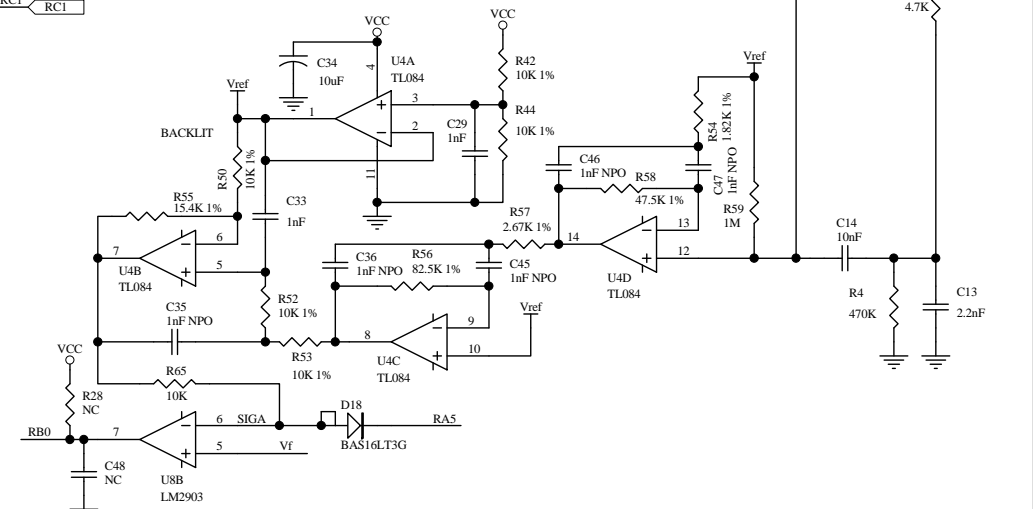 RC1
RC1
4.7K
VCC
VCC
C34
10uF
4
U4A
TL084
R42
10K 1%
Vref
1
3
2
11
R44
10K 1%
C29
1nF
BACKLIT
R50
10K 1%
Vref
R54
1.82K 1%
C46
1nF NPO
C47
1nF NPO
R58
47.5K 1%
R55
15.4K 1%
C33
1nF
R59
1M
R57
2.67K 1%
14
13
12
U4D
TL084
C14
10nF
7
6
5
U4B
TL084
C36
1nF NPO
R56
82.5K 1%
C45
1nF NPO
R4
470K
C13
2.2nF
C35
1nF NPO
R52
10K 1%
Vref
8
9
10
U4C
TL084
R53
10K 1%
VCC
R28
NC
R65
10K
RB0
7
6
SIGA
5
Vf
D18
BAS16LT3G
RA5
C48
NC
U8B
LM2903